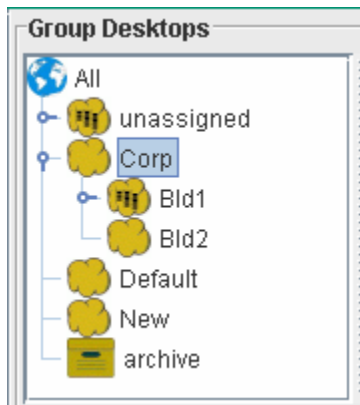 Group Desktops
All
unassigned
Corp
Bld1
Bld2
Default
New
archive